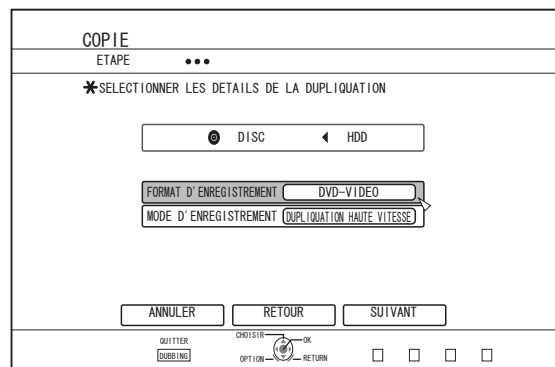 COPIE
ETAPE
SELECTIONNER LES DETAILS DE LA DUPLIQUATION
DISC HDD
FORMAT D'ENREGISTREMENT DVD-VIDEO
MODE D'ENREGISTREMENT DUPLIQUATION HAUTE VITESSE
ANNULER RETOUR SUIVANT
QUITTER CHOISIR OK
DUBBING OPTION RETURN